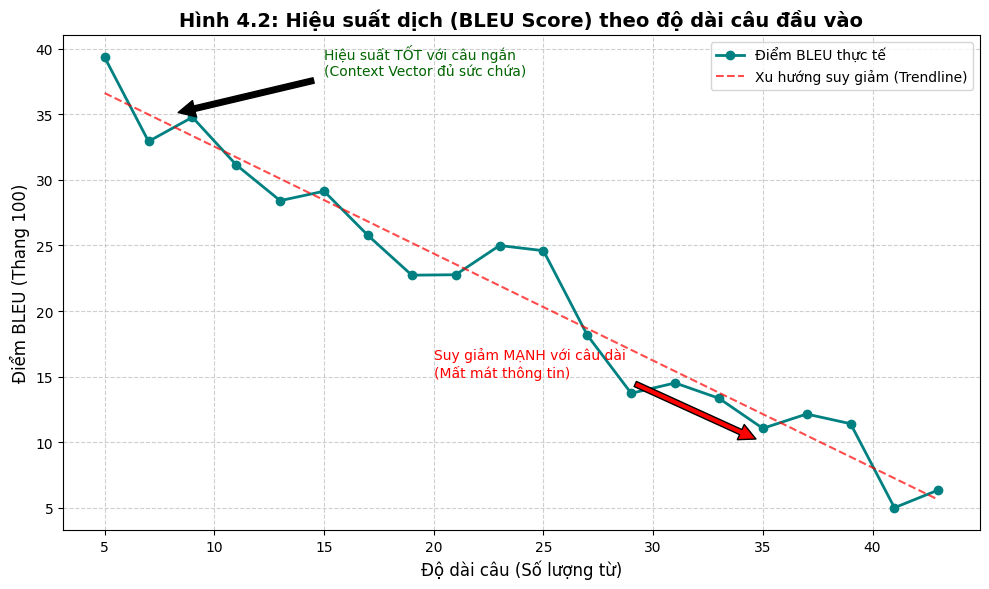 Hình 4.2: Hiệu suất dịch (BLEU Score) theo độ dài câu đầu vào
Hiệu suất TỐT với câu ngắn
(Context Vector đủ sức chứa)
Điểm BLEU thực tế
Xu hướng suy giảm (Trendline)
Điểm BLEU (Thang 100)
40
35
30
25
20
15
10
5
Suy giảm MẠNH với câu dài
(Mất mát thông tin)
5
10
15
20
25
30
35
40
Độ dài câu (Số lượng từ)